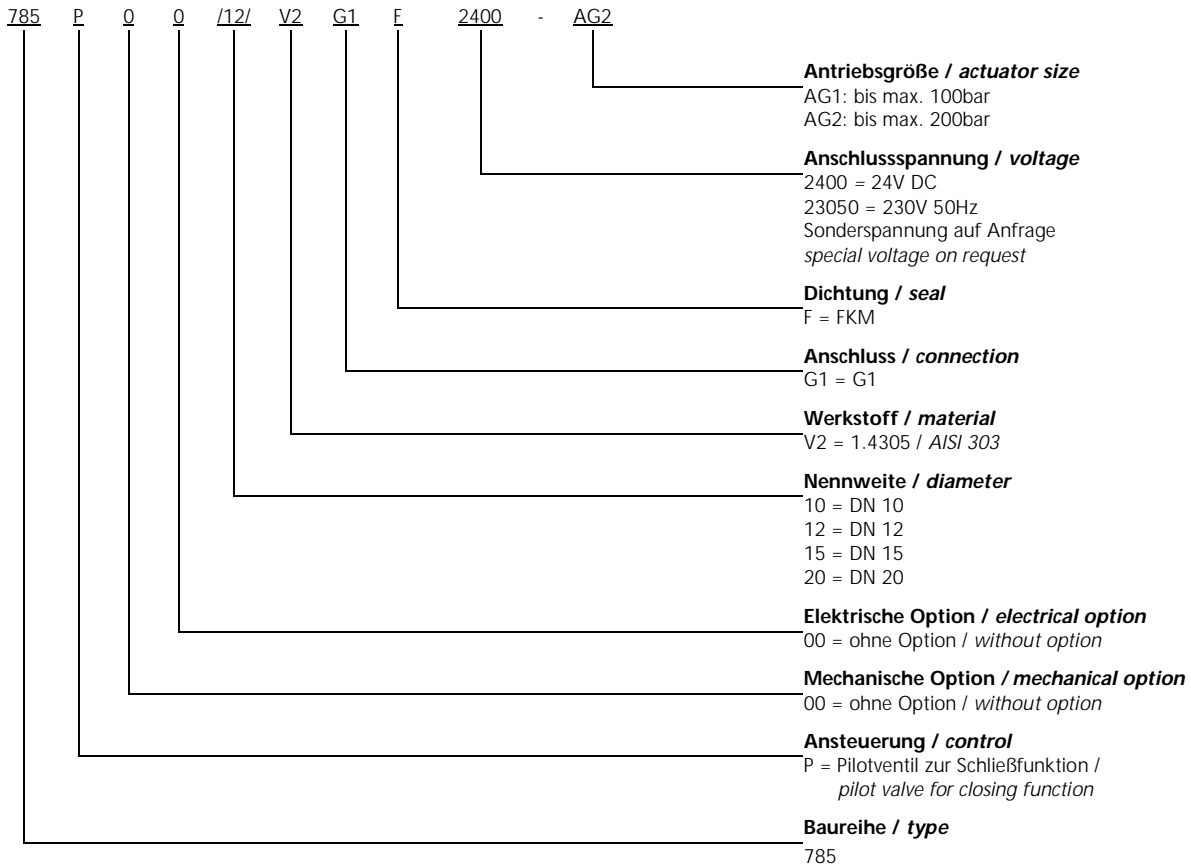 785 P 0 0 /12/ V2 G1 F 2400 - AG2
Antriebsgröße / actuator size
AG1: bis max. 100bar
AG2: bis max. 200bar
Anschlussspannung / voltage
2400 = 24V DC
23050 = 230V 50Hz
Sonderspannung auf Anfrage
special voltage on request
Dichtung / seal
F = FKM
Anschluss / connection
G1 = G1
Werkstoff / material
V2 = 1.4305 / AISI 303
Nennweite / diameter
10 = DN 10
12 = DN 12
15 = DN 15
20 = DN 20
Elektrische Option / electrical option
00 = ohne Option / without option
Mechanische Option / mechanical option
00 = ohne Option / without option
Ansteuerung / control
P = Pilotventil zur Schließfunktion /
pilot valve for closing function
Baureihe / type
785